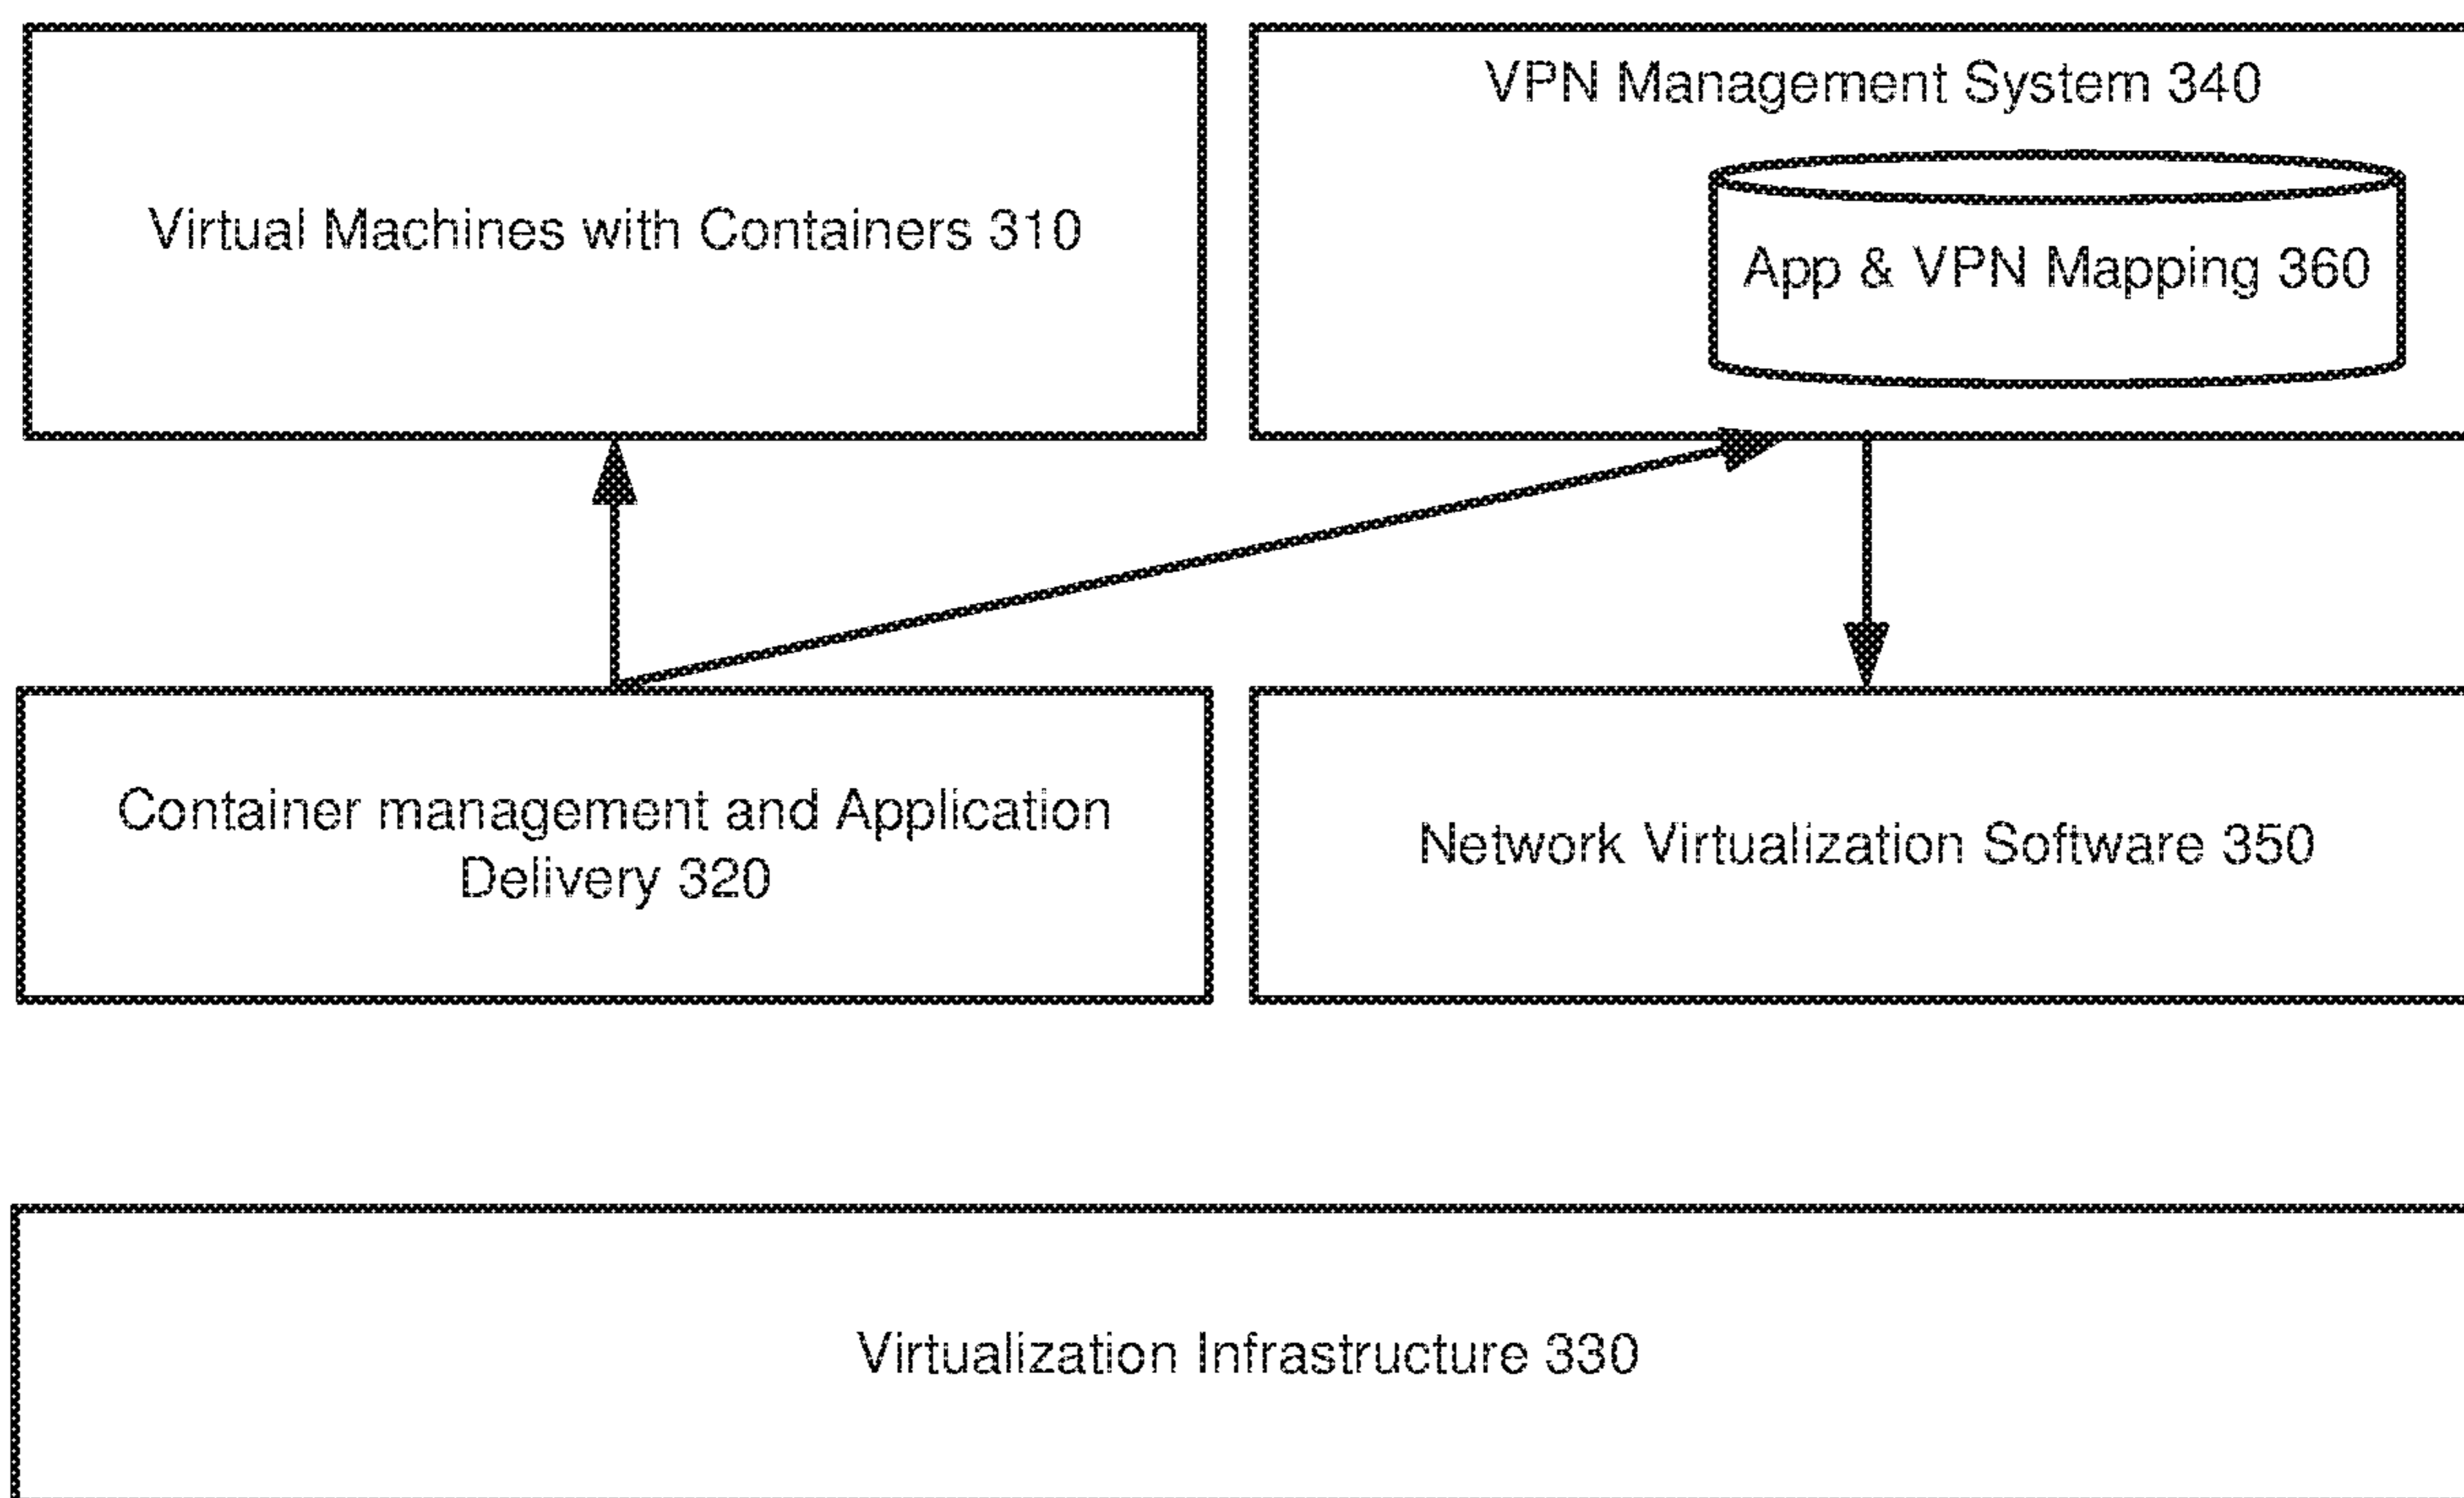 Virtual Machines with Containers 310
VPN Management System 340
App & VPN Mapping 360
Container management and Application
Delivery 320
Network Virtualization Software 350
Virtualization Infrastructure 330